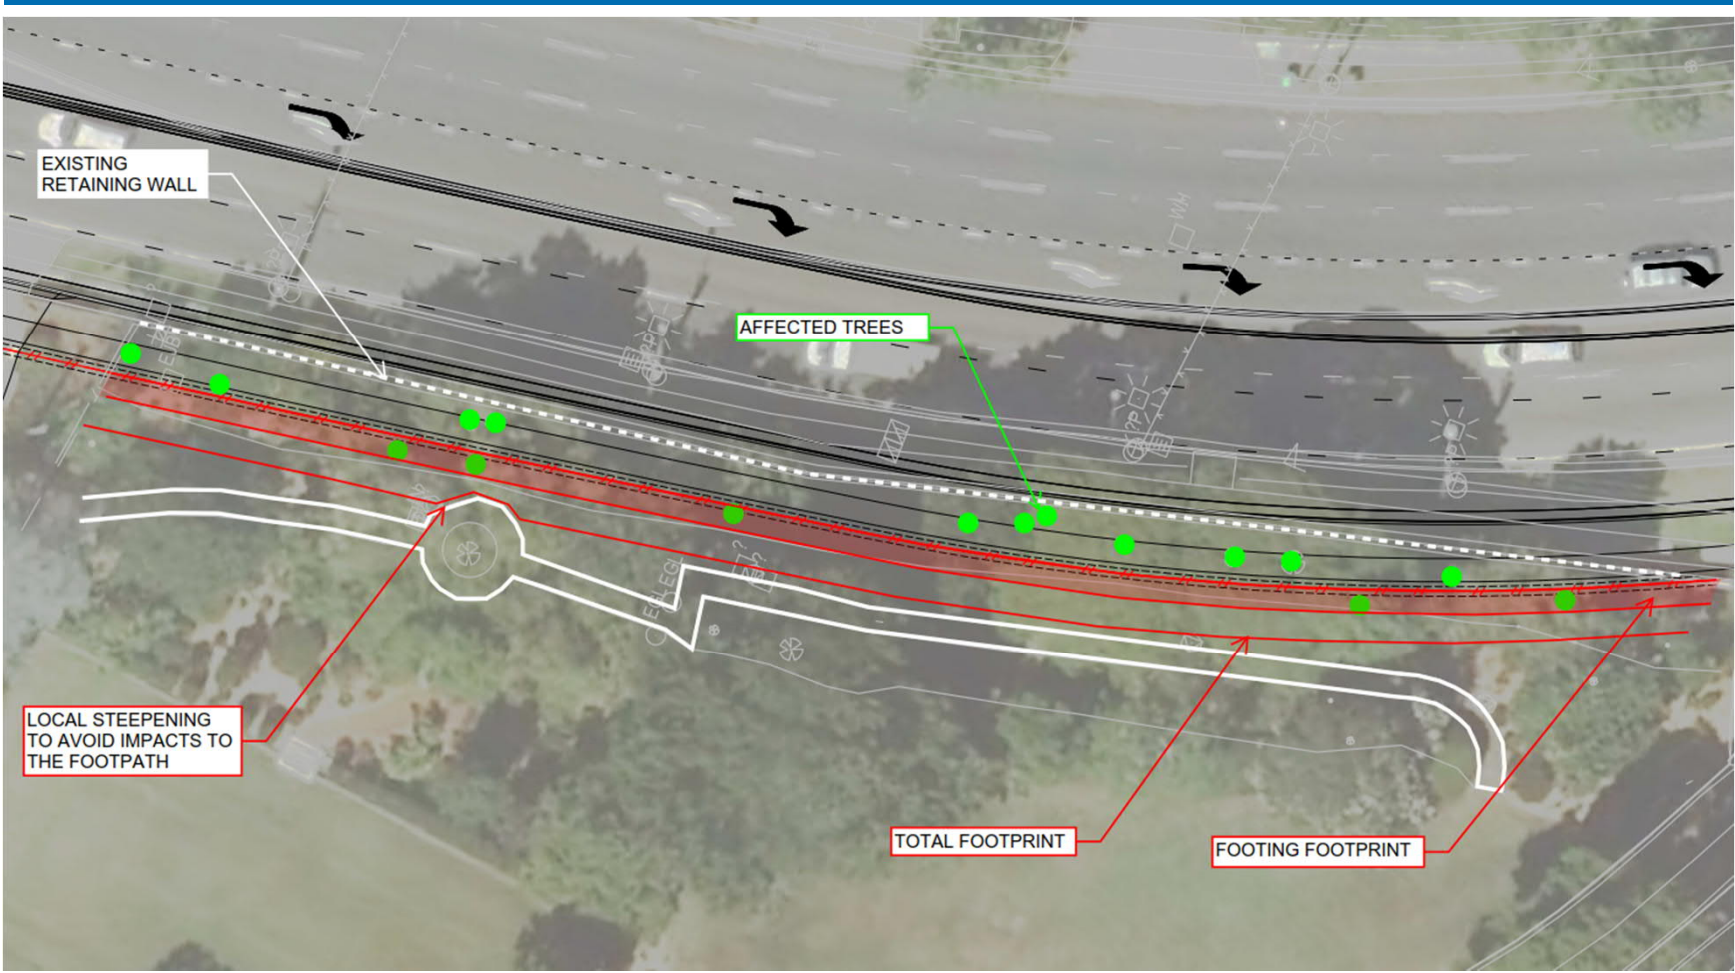 EXISTING
RETAINING WALL
AFFECTED TREES
LOCAL STEEPENING
TO AVOID IMPACTS TO
THE FOOTPATH
TOTAL FOOTPRINT
FOOTING FOOTPRINT